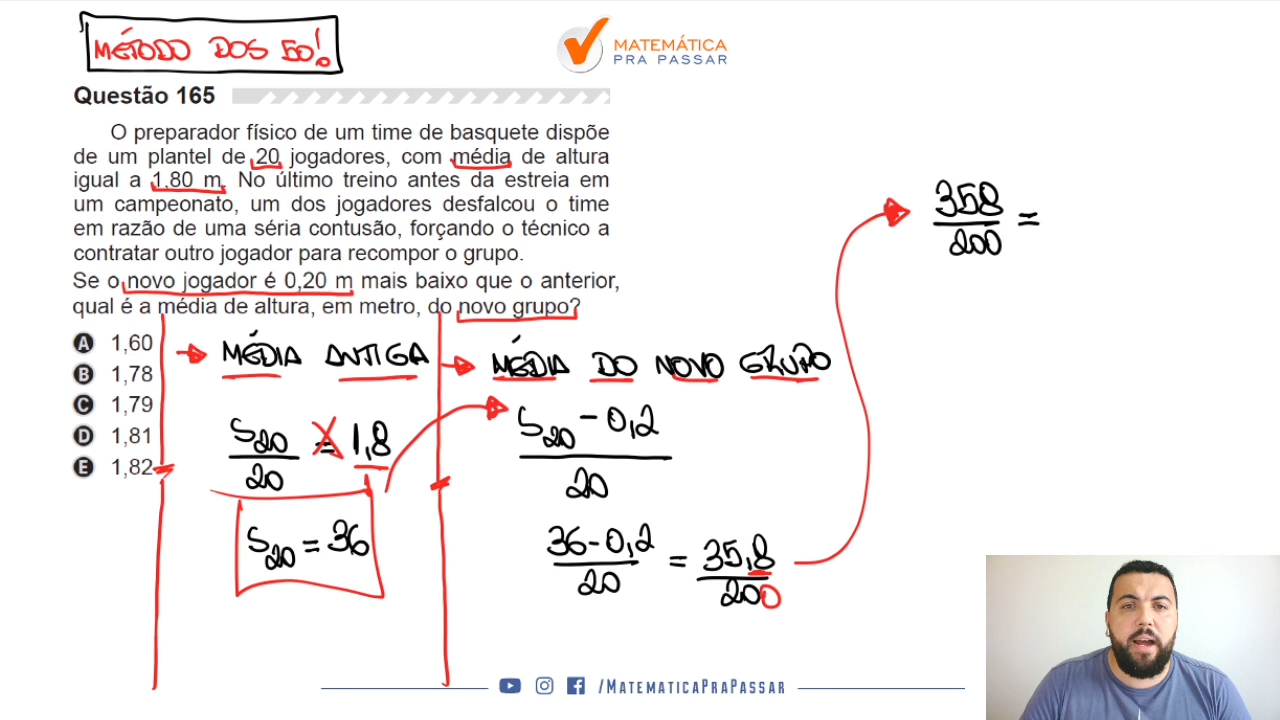 MÉTODO DOS 50!
MATEMÁTICA
PRA PASSAR
Questão 165
O preparador físico de um time de basquete dispõe
de um plantel de 20 jogadores, com média de altura
igual a 1,80 m. No último treino antes da estreia em
um campeonato, um dos jogadores desfalcou o time
em razão de uma séria contusão, forçando o técnico a
contratar outro jogador para recompor o grupo.
Se o novo jogador é 0,20 m mais baixo que o anterior,
qual é a média de altura, em metro, do novo grupo?
A 1,60
B 1,78
C 1,79
D 1,81
E 1,82
MÉDIA ANTIGA
S20/20 = 1,8
S20 = 36
MÉDIA DO NOVO GRUPO
S20 - 0,2
20
36 - 0,2 / 20 = 35,8 / 200
358 / 200 =
/MATEMATICAPRAPASSAR